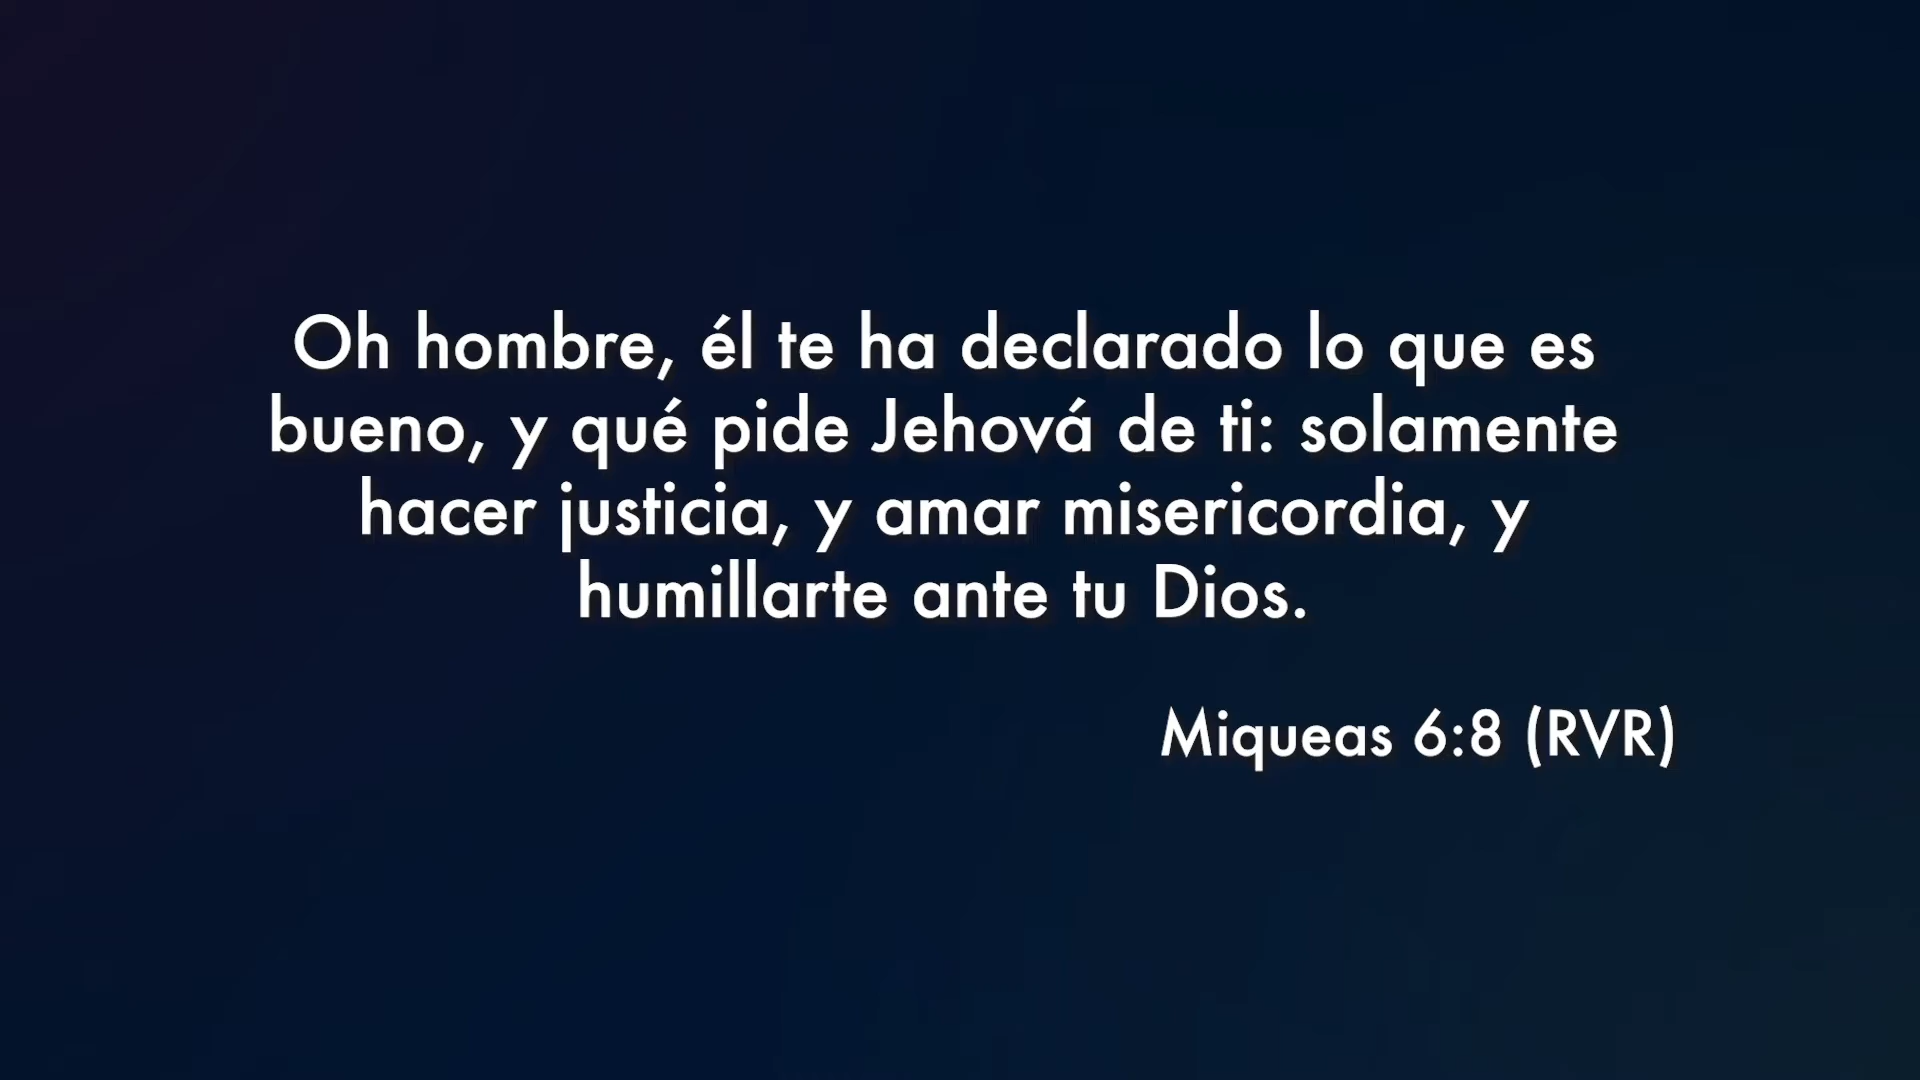 Oh hombre, él te ha declarado lo que es
bueno, y qué pide Jehová de ti: solamente
hacer justicia, y amar misericordia, y
humillarte ante tu Dios.
Miqueas 6:8 (RVR)